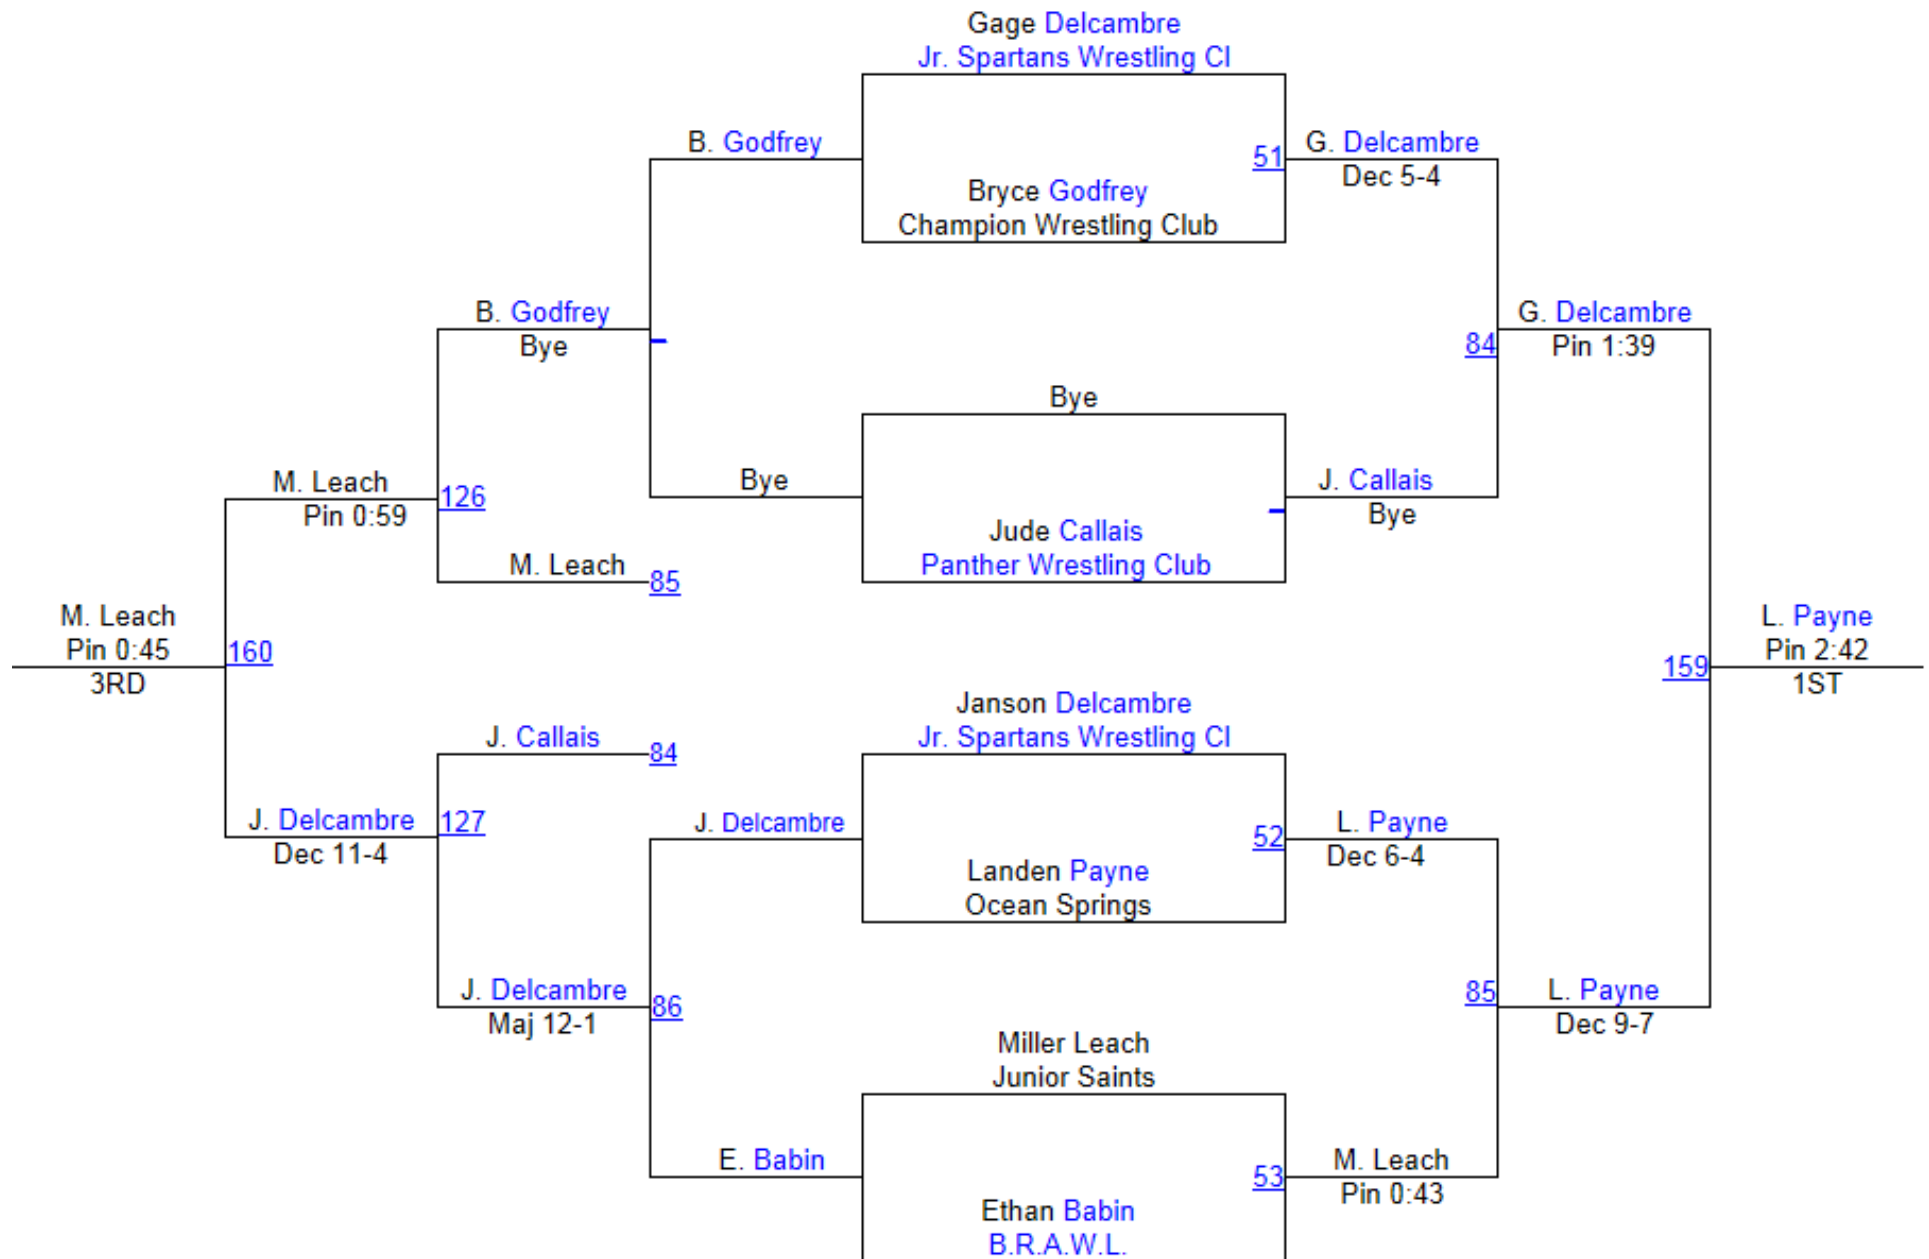 Gage Delcambre
Jr. Spartans Wrestling Cl
B. Godfrey
51
G. Delcambre
Dec 5-4
Bryce Godfrey
Champion Wrestling Club
B. Godfrey
Bye
G. Delcambre
84
Pin 1:39
Bye
M. Leach
Pin 0:59
126
Bye
J. Callais
Bye
Jude Callais
Panther Wrestling Club
M. Leach
85
M. Leach
Pin 0:45
3RD
160
L. Payne
159
Pin 2:42
1ST
Janson Delcambre
Jr. Spartans Wrestling Cl
J. Callais
84
J. Delcambre
Dec 11-4
127
J. Delcambre
52
L. Payne
Dec 6-4
Landen Payne
Ocean Springs
J. Delcambre
Maj 12-1
86
85
L. Payne
Dec 9-7
Miller Leach
Junior Saints
E. Babin
53
M. Leach
Pin 0:43
Ethan Babin
B.R.A.W.L.